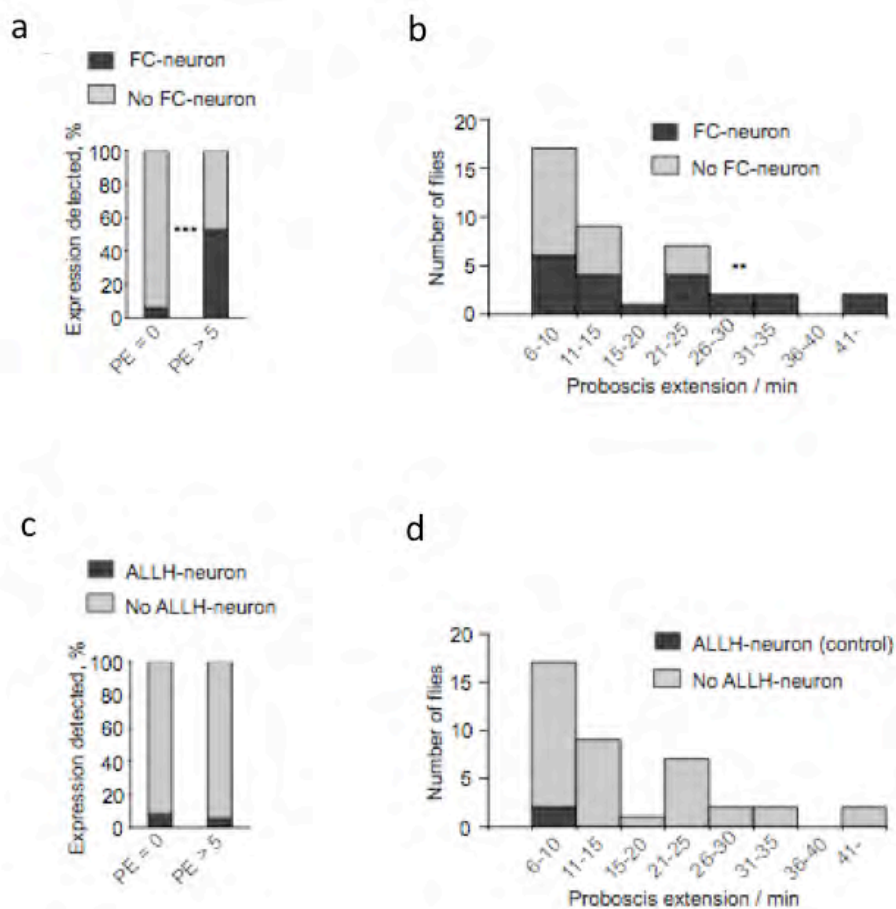 a
FC-neuron
No FC-neuron
Expression detected, %
100
80
60
40
20
0
***
PE = 0
PE > 5
b
FC-neuron
No FC-neuron
Number of flies
20
15
10
5
0
**
6-10
11-15
15-20
21-25
26-30
31-35
36-40
41-
Proboscis extension / min
c
ALLH-neuron
No ALLH-neuron
Expression detected, %
100
80
60
40
20
0
PE = 0
PE > 5
d
ALLH-neuron (control)
No ALLH-neuron
Number of flies
20
15
10
5
0
6-10
11-15
15-20
21-25
26-30
31-35
36-40
41-
Proboscis extension / min